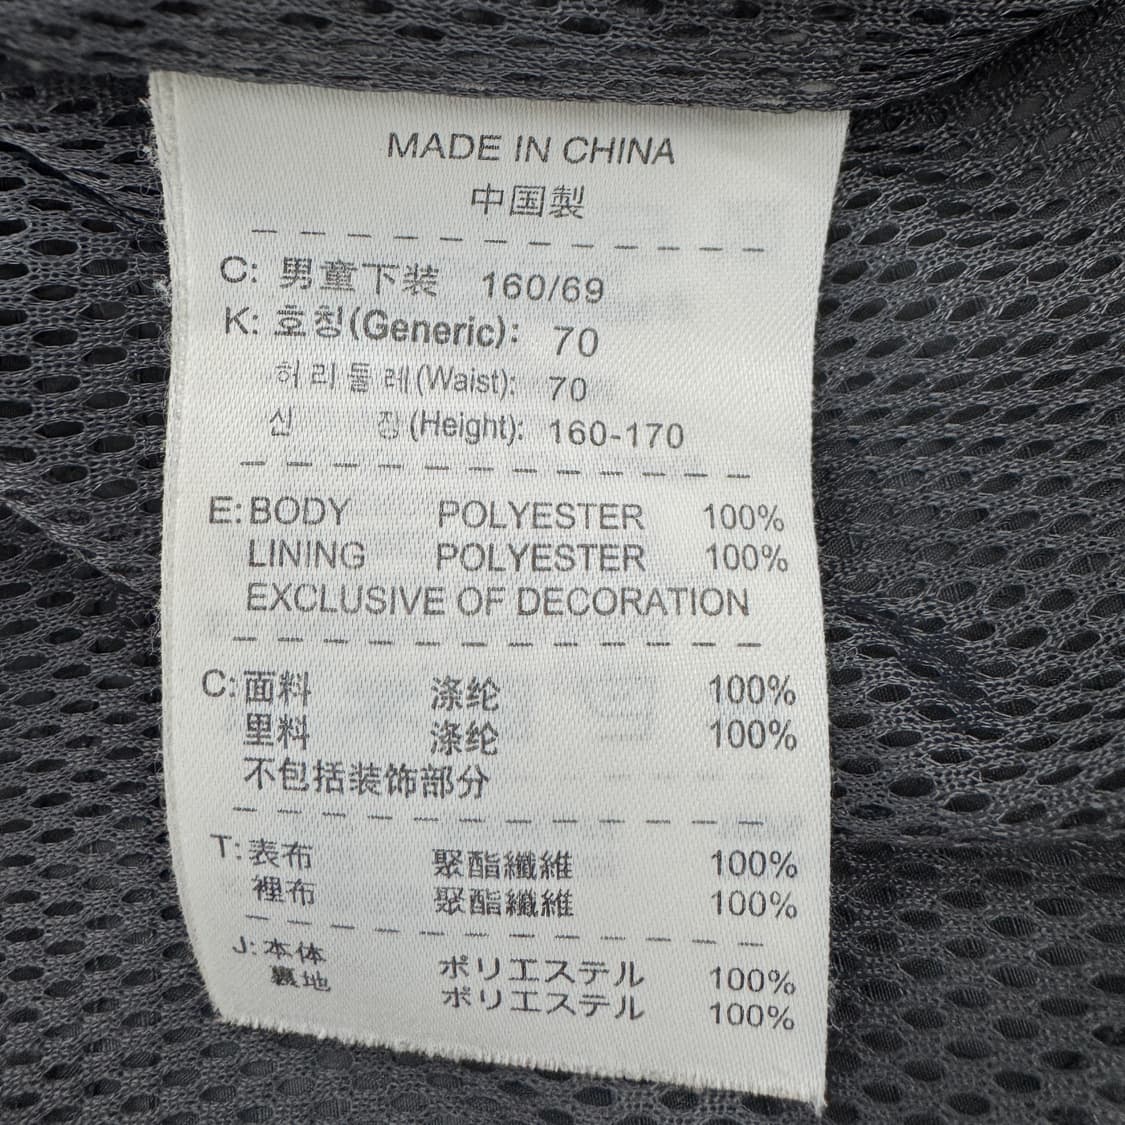 MADE IN CHINA
中国製
C: 男童下装 160/69
K: 호칭(Generic): 70
허리둘레(Waist): 70
신 장(Height): 160-170
E: BODY POLYESTER 100%
LINING POLYESTER 100%
EXCLUSIVE OF DECORATION
C: 面料 涤纶 100%
里料 涤纶 100%
不包括装饰部分
T: 表布 聚酯纖維 100%
裡布 聚酯纖維 100%
J: 本体 ポリエステル 100%
裏地 ポリエステル 100%